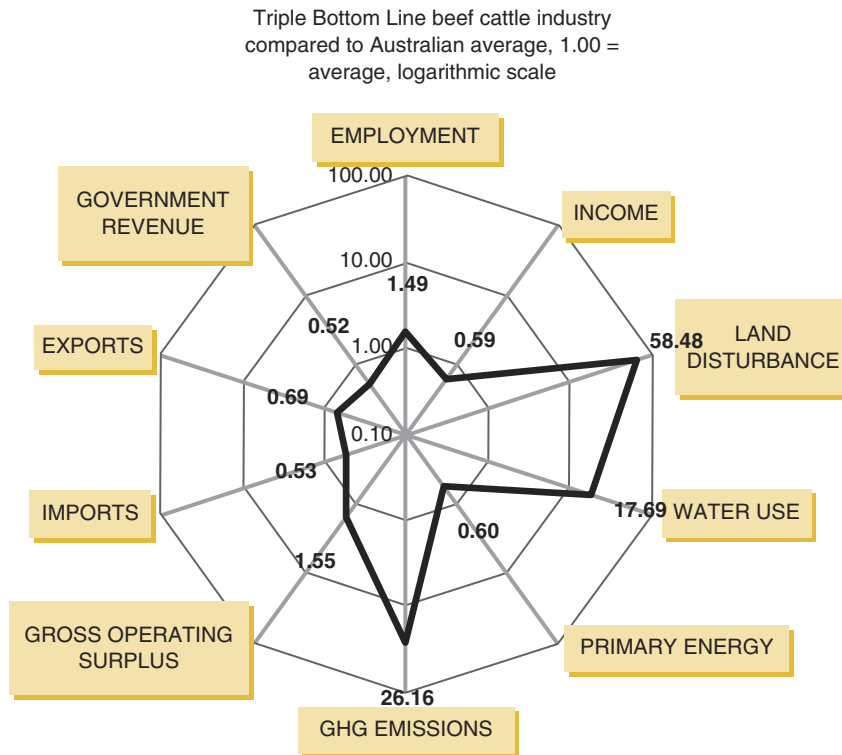 Triple Bottom Line beef cattle industry
compared to Australian average, 1.00 =
average, logarithmic scale
EMPLOYMENT
100.00
GOVERNMENT
REVENUE
INCOME
10.00
1.49
0.52
0.59
1.00
EXPORTS
58.48
LAND
DISTURBANCE
0.69
0.10
0.53
IMPORTS
17.69
WATER USE
0.60
1.55
GROSS OPERATING
SURPLUS
PRIMARY ENERGY
26.16
GHG EMISSIONS